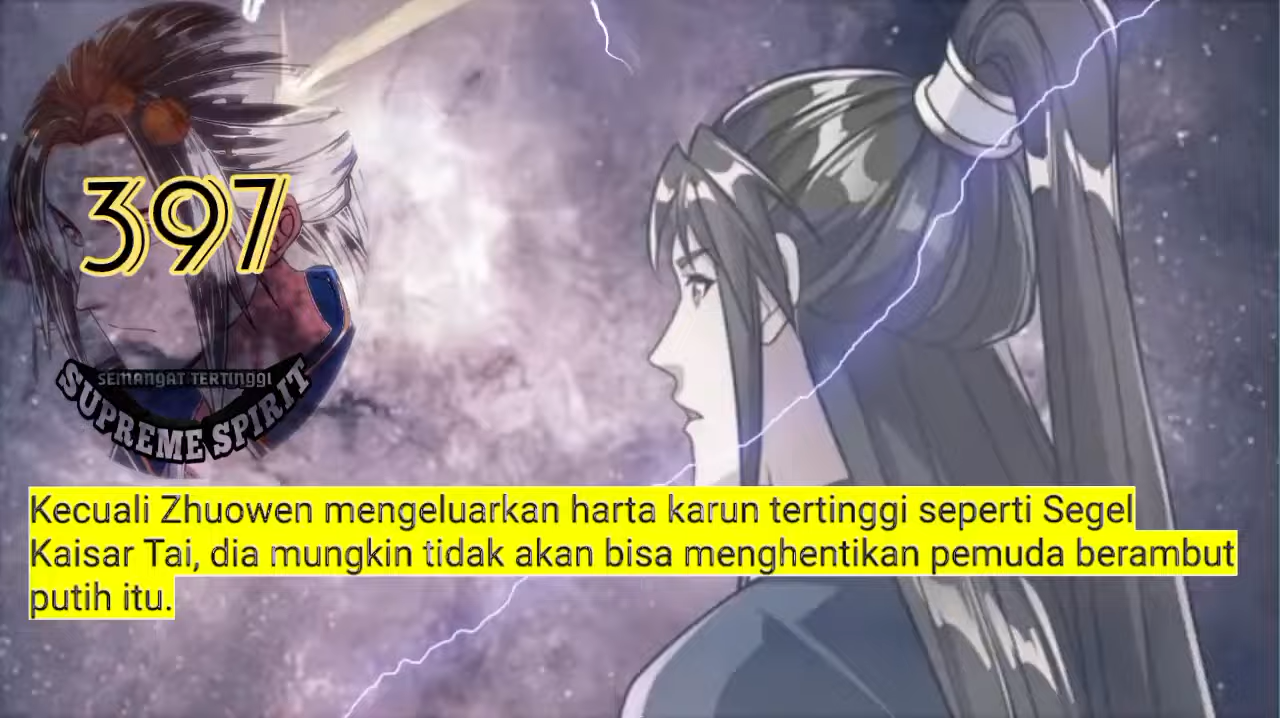 397
SEMANGAT TERTINGGI
SUPREME SPIRIT
Kecuali Zhuowen mengeluarkan harta karun tertinggi seperti Segel
Kaisar Tai, dia mungkin tidak akan bisa menghentikan pemuda berambut
putih itu.